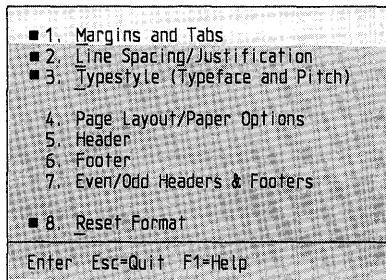 ■ 1. Margins and Tabs
■ 2. Line Spacing/Justification
■ 3. Typestyle (Typeface and Pitch)
4. Page Layout/Paper Options
5. Header
6. Footer
7. Even/Odd Headers & Footers
■ 8. Reset Format
Enter Esc=Quit F1=Help